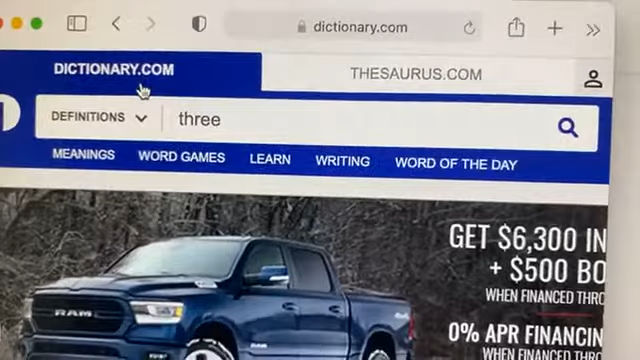 dictionary.com
DICTIONARY.COM
THESAURUS.COM
DEFINITIONS
three
MEANINGS WORD GAMES LEARN WRITING WORD OF THE DAY
GET $6,300 IN
+ $500 BO
WHEN FINANCED THRO
0% APR FINANCIN
WHEN FINANCED THRO
RAM